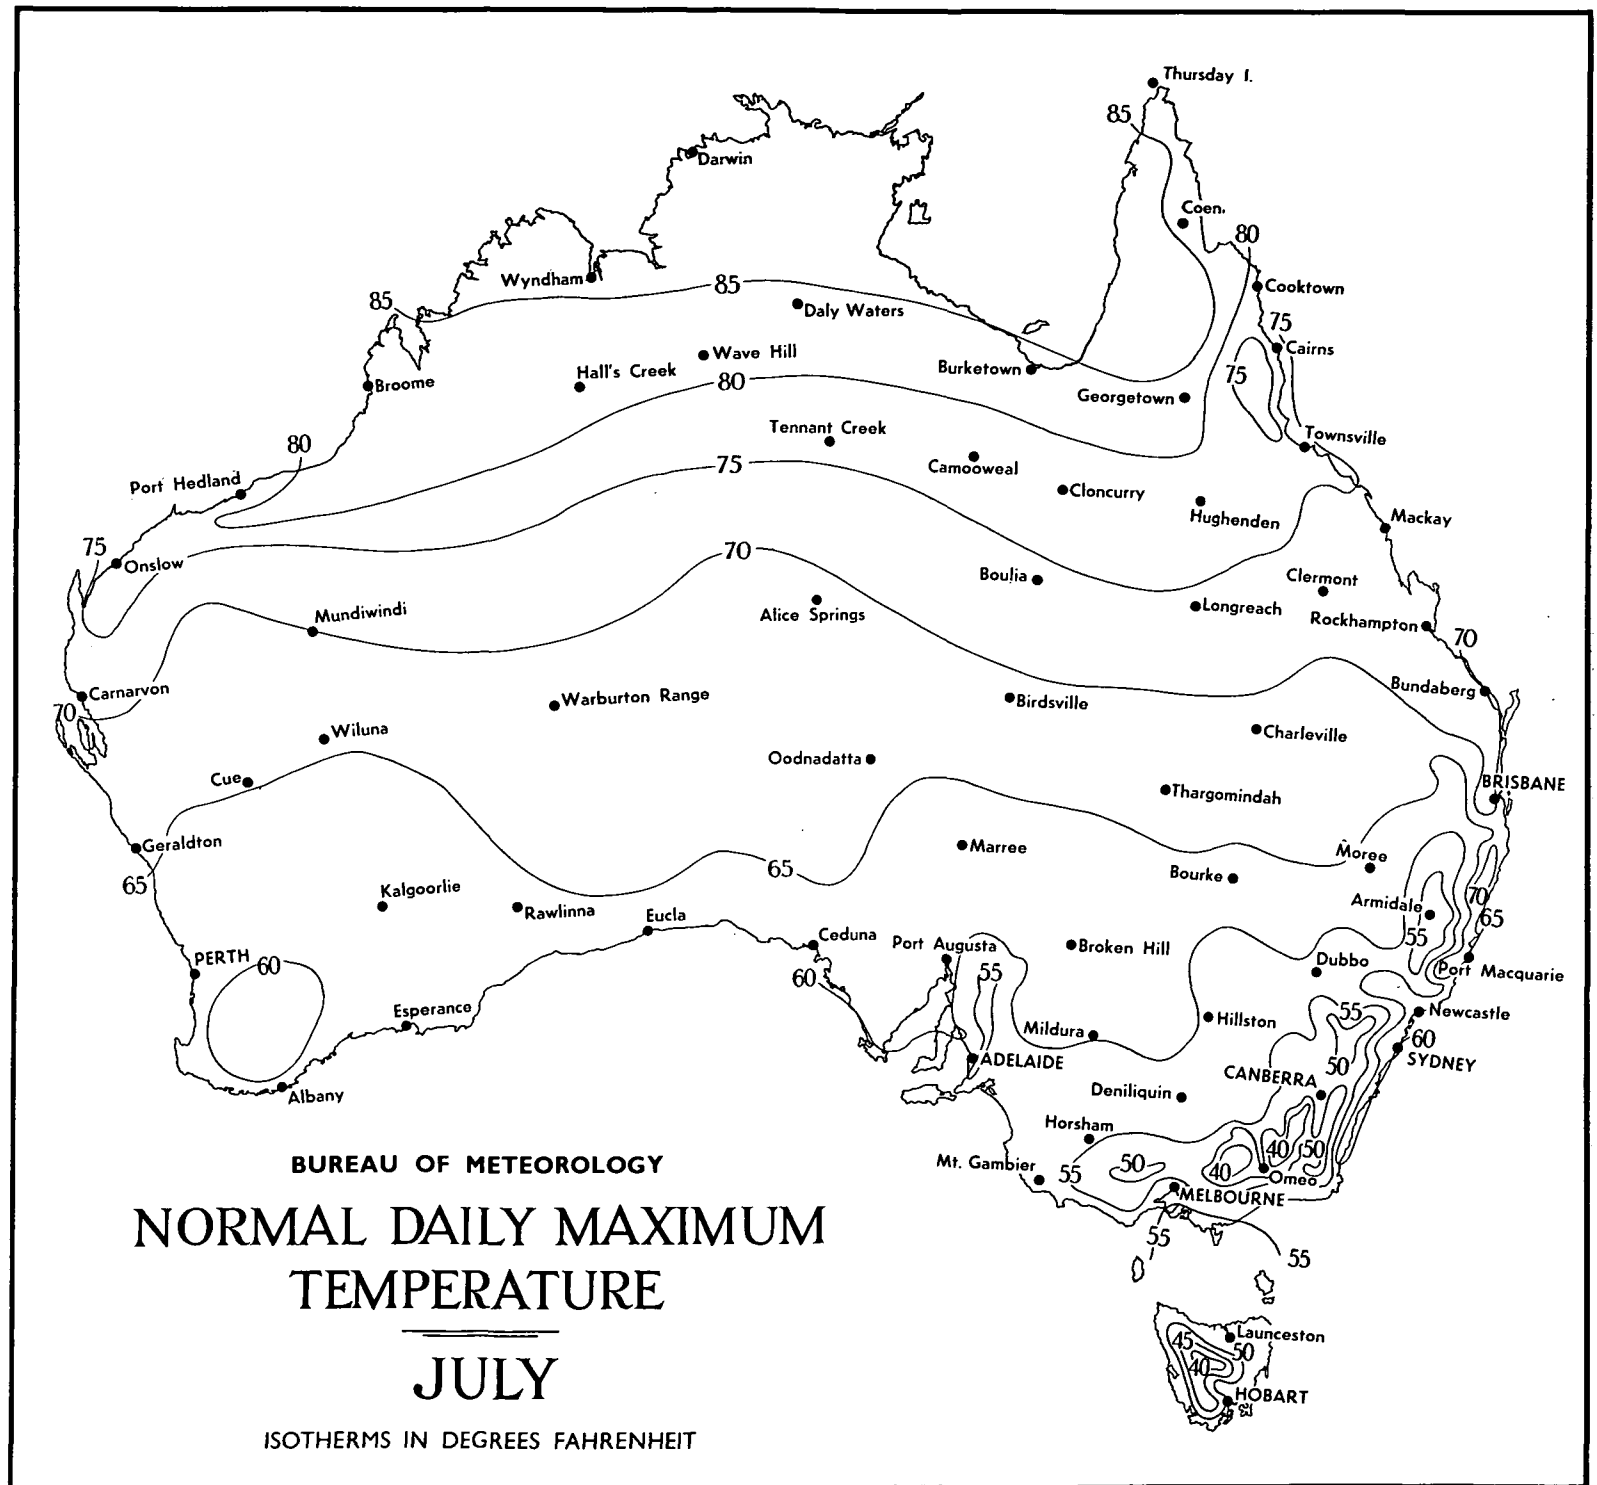 Thursday I.
85
Darwin
Coen.
80
Wyndham
85
85
Cooktown
Daly Waters
75
Cairns
Wave Hill
Burketown
Hall's Creek
75
80
Broome
Georgetown
Tennant Creek
Townsville
80
Camooweal
75
Port Hedland
Cloncurry
Hughenden
Mackay
75
70
Onslow
Boulia
Clermont
Longreach
Mundiwindi
Alice Springs
Rockhampton
70
Carnarvon
Warburton Range
Bundaberg
70
Birdsville
Wiluna
Charleville
Oodnadatta
Cue
BRISBANE
Thargomindah
Geraldton
Marree
Moree
65
65
Bourke
Kalgoorlie
Rawlinna
Armidale
70
65
Eucla
Ceduna
Port Augusta
Broken Hill
55
PERTH
60
Dubbo
Port Macquarie
60
55
Esperance
Mildura
Hillston
55
Newcastle
60
SYDNEY
ADELAIDE
50
CANBERRA
Albany
Deniliquin
Horsham
Mt. Gambier
55
50
40
40
50
Omeo
MELBOURNE
55
55
BUREAU OF METEOROLOGY
NORMAL DAILY MAXIMUM
TEMPERATURE
JULY
ISOTHERMS IN DEGREES FAHRENHEIT
Launceston
45
50
40
HOBART